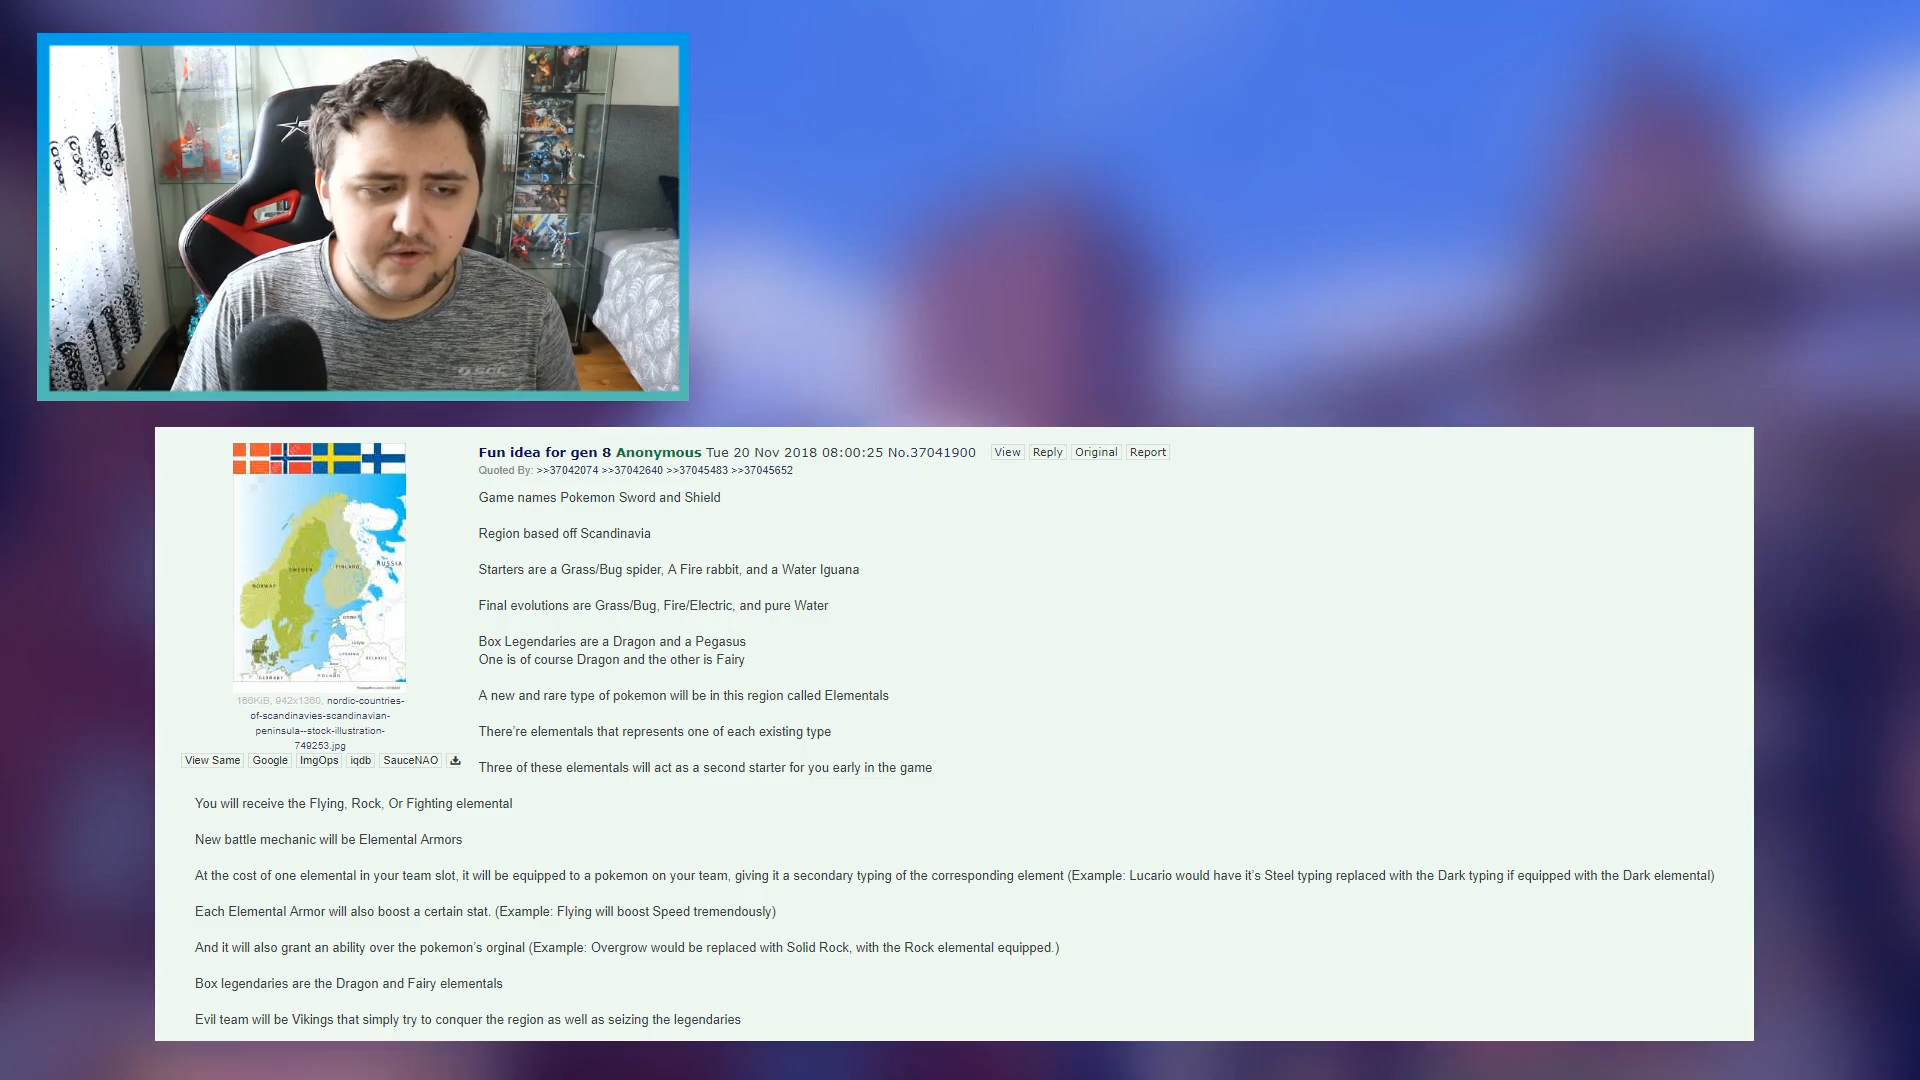 Fun idea for gen 8 Anonymous Tue 20 Nov 2018 08:00:25 No.37041900 View Reply Original Report
Quoted By: >>37042074 >>37042640 >>37045483 >>37045652
Game names Pokemon Sword and Shield
Region based off Scandinavia
Starters are a Grass/Bug spider, A Fire rabbit, and a Water Iguana
Final evolutions are Grass/Bug, Fire/Electric, and pure Water
Box Legendaries are a Dragon and a Pegasus
One is of course Dragon and the other is Fairy
A new and rare type of pokemon will be in this region called Elementals
There're elementals that represents one of each existing type
Three of these elementals will act as a second starter for you early in the game
NORWAY
SWEDEN
FINLAND
RUSSIA
GERMANY
POLAND
166KiB, 942x1360, nordic-countries-
of-scandinavies-scandinavian-
peninsula--stock-illustration-
749253.jpg
View Same Google ImgOps iqdb SauceNAO
You will receive the Flying, Rock, Or Fighting elemental
New battle mechanic will be Elemental Armors
At the cost of one elemental in your team slot, it will be equipped to a pokemon on your team, giving it a secondary typing of the corresponding element (Example: Lucario would have it's Steel typing replaced with the Dark typing if equipped with the Dark elemental)
Each Elemental Armor will also boost a certain stat. (Example: Flying will boost Speed tremendously)
And it will also grant an ability over the pokemon's orginal (Example: Overgrow would be replaced with Solid Rock, with the Rock elemental equipped.)
Box legendaries are the Dragon and Fairy elementals
Evil team will be Vikings that simply try to conquer the region as well as seizing the legendaries